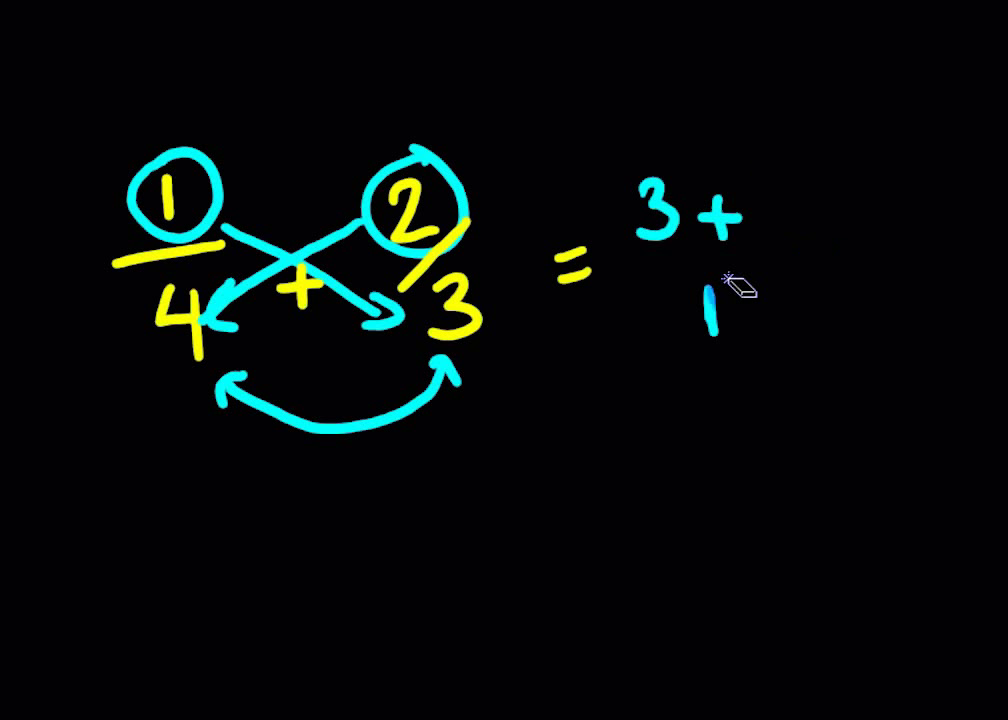 1/4 + 2/3 = 3 +
1